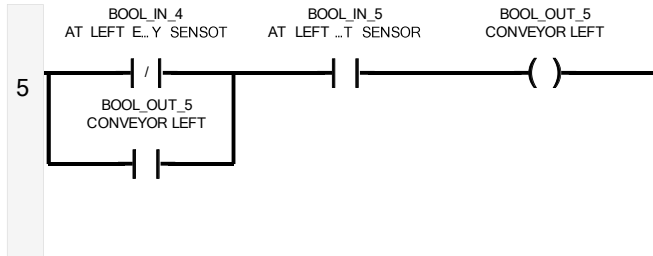 BOOL_IN_4
AT LEFT E...Y SENSOT
BOOL_IN_5
AT LEFT ...T SENSOR
BOOL_OUT_5
CONVEYOR LEFT
5
/
BOOL_OUT_5
CONVEYOR LEFT